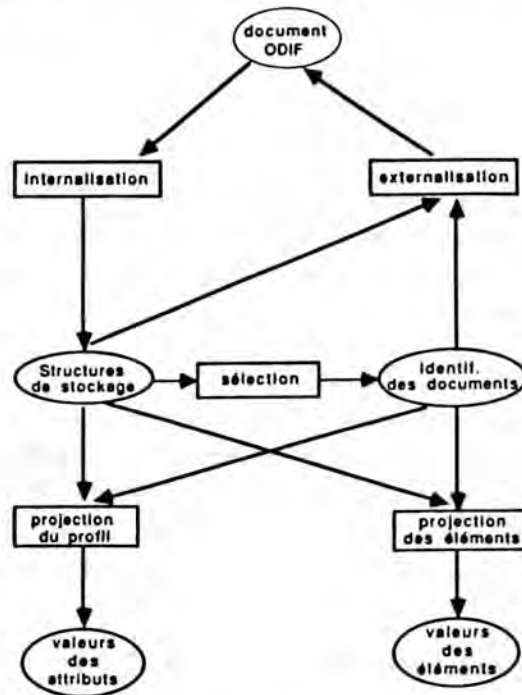 document
ODIF
internalisation
externalisation
Structures
de stockage
sélection
identif.
des documents
projection
du profil
projection
des éléments
valeurs
des
attributs
valeurs
des
éléments